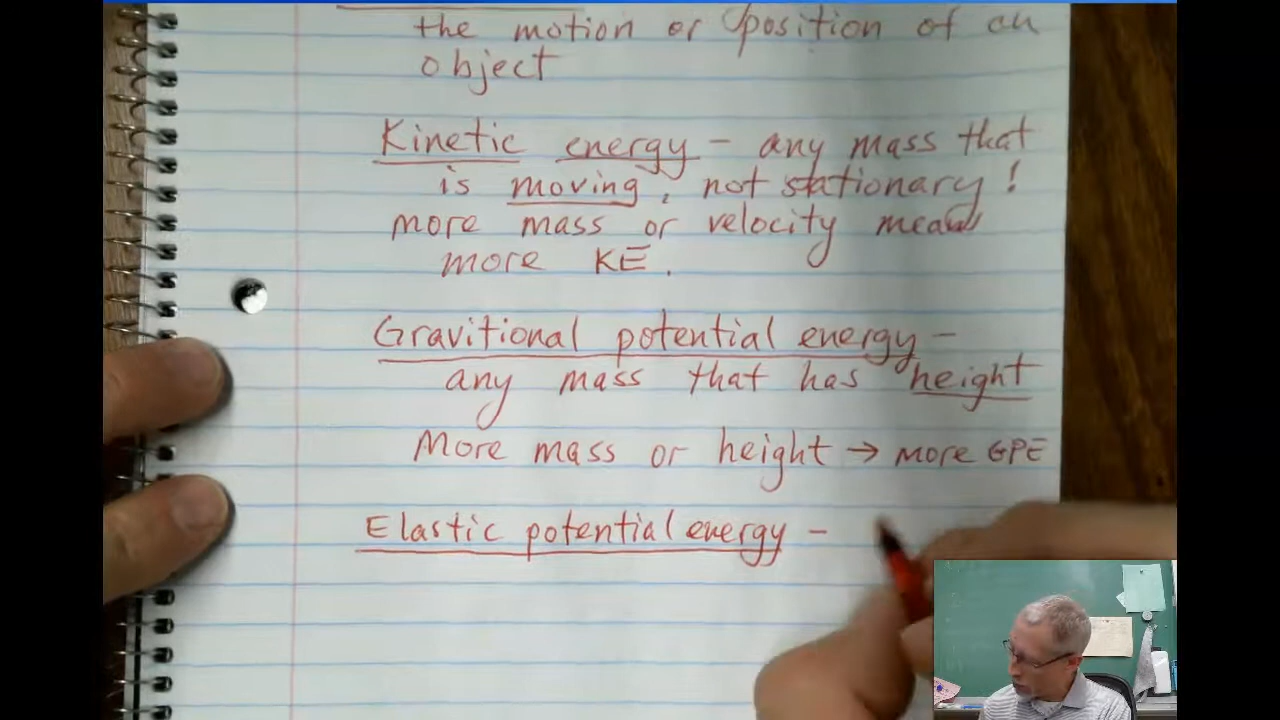 the motion or position of an
object
Kinetic energy - any mass that
is moving, not stationary!
more mass or velocity means
more KE.
Gravitional potential energy -
any mass that has height
More mass or height → more GPE
Elastic potential energy -